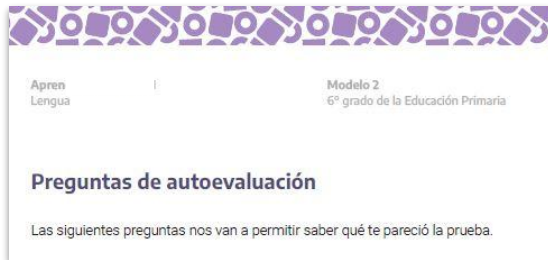 Apren
Lengua
Modelo 2
6° grado de la Educación Primaria
Preguntas de autoevaluación
Las siguientes preguntas nos van a permitir saber qué te pareció la prueba.